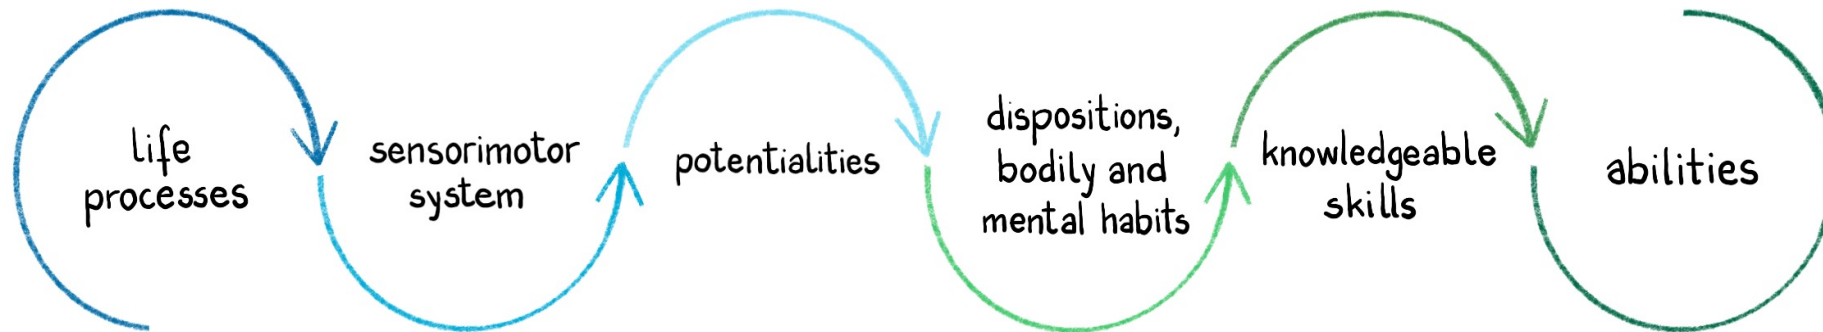 life
processes
sensorimotor
system
potentialities
dispositions,
bodily and
mental habits
knowledgeable
skills
abilities